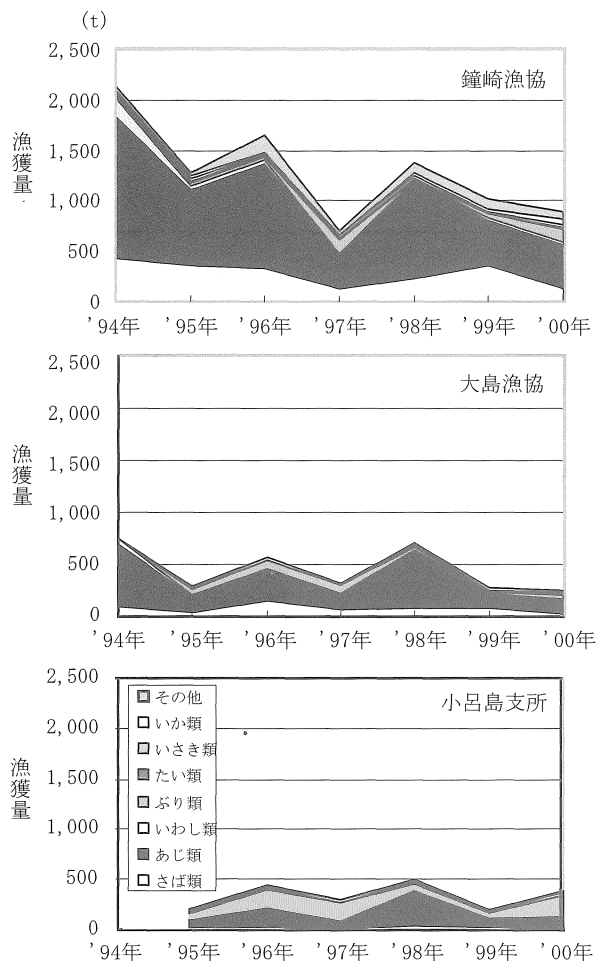 (t)
2,500
鐘崎漁協
2,000
1,500
1,000
500
0
漁獲量
'94年 '95年 '96年 '97年 '98年 '99年 '00年
2,500
大島漁協
2,000
1,500
1,000
500
0
漁獲量
'94年 '95年 '96年 '97年 '98年 '99年 '00年
2,500
小呂島支所
2,000
1,500
1,000
500
0
漁獲量
その他
いか類
いさき類
たい類
ぶり類
いわし類
あじ類
さば類
'94年 '95年 '96年 '97年 '98年 '99年 '00年